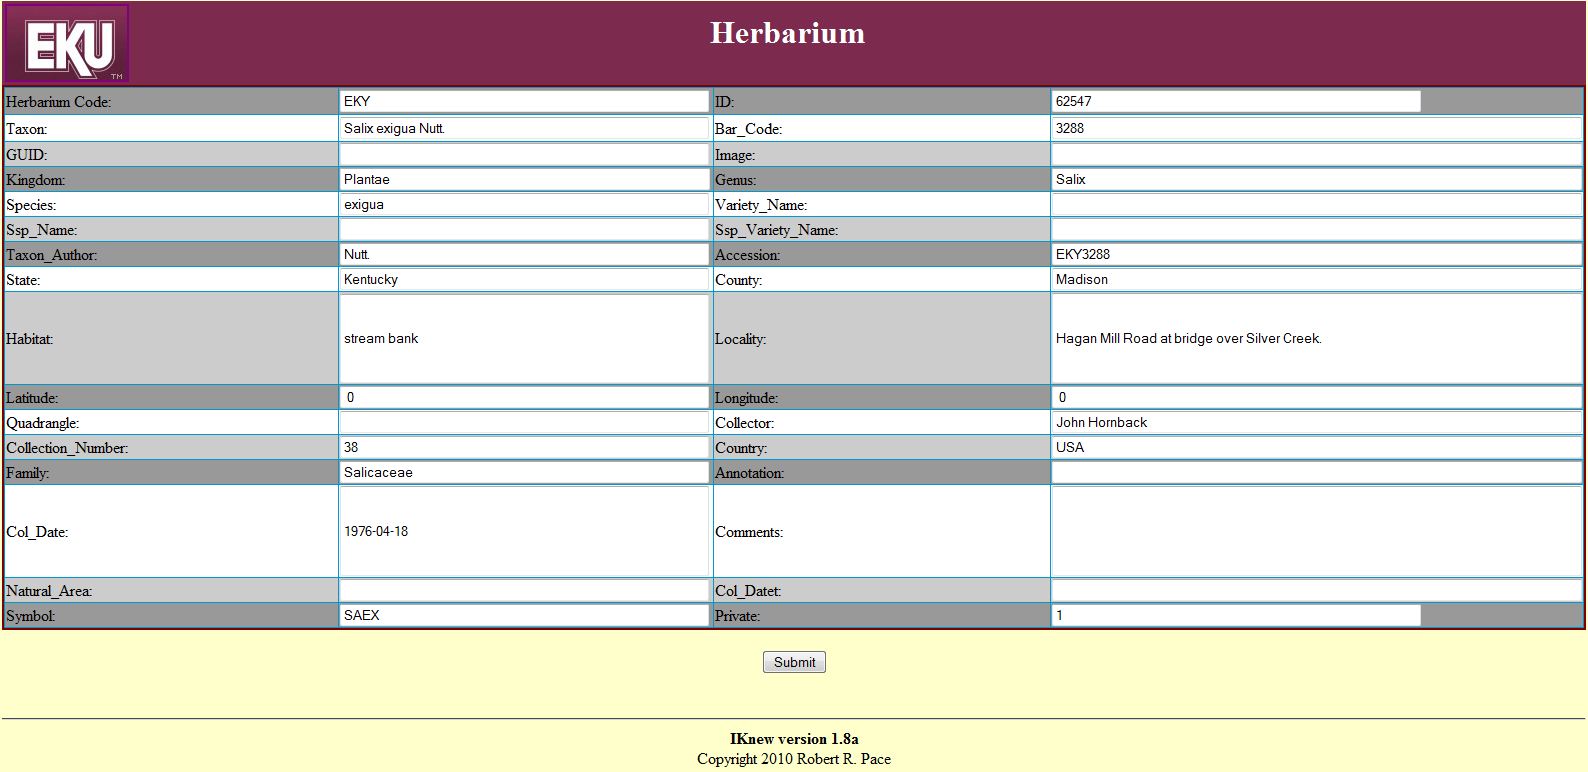 EKU TM
Herbarium
Herbarium Code: EKY ID: 62547
Taxon: Salix exigua Nutt. Bar_Code: 3288
GUID: Image:
Kingdom: Plantae Genus: Salix
Species: exigua Variety_Name:
Ssp_Name: Ssp_Variety_Name:
Taxon_Author: Nutt. Accession: EKY3288
State: Kentucky County: Madison
Habitat: stream bank Locality: Hagan Mill Road at bridge over Silver Creek.
Latitude: 0 Longitude: 0
Quadrangle: Collector: John Hornback
Collection_Number: 38 Country: USA
Family: Salicaceae Annotation:
Col_Date: 1976-04-18 Comments:
Natural_Area: Col_Datet:
Symbol: SAEX Private: 1
Submit
IKnew version 1.8a
Copyright 2010 Robert R. Pace